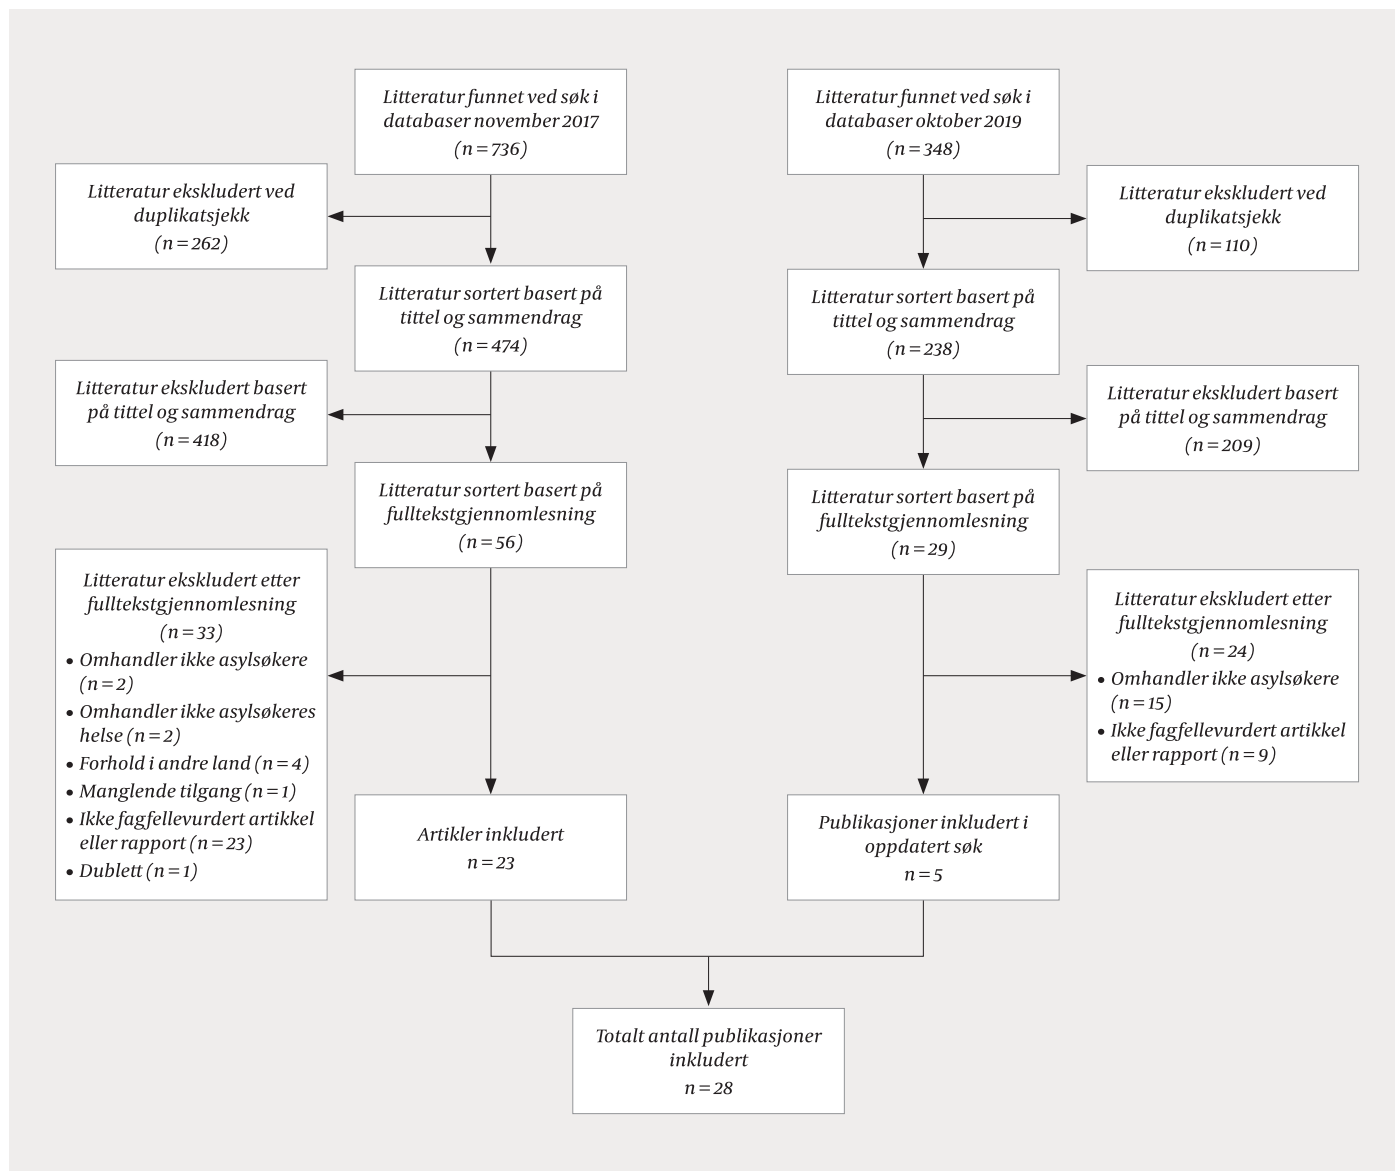 Litteratur funnet ved søk i
databaser november 2017
(n = 736)
Litteratur ekskludert ved
duplikatsjekk
(n = 262)
Litteratur sortert basert på
tittel og sammendrag
(n = 474)
Litteratur ekskludert basert
på tittel og sammendrag
(n = 418)
Litteratur sortert basert på
fulltekstgjennomlesning
(n = 56)
Litteratur ekskludert etter
fulltekstgjennomlesning
(n = 33)
• Omhandler ikke asylsøkere
(n = 2)
• Omhandler ikke asylsøkeres
helse (n = 2)
• Forhold i andre land (n = 4)
• Manglende tilgang (n = 1)
• Ikke fagfellevurdert artikkel
eller rapport (n = 23)
• Dublett (n = 1)
Artikler inkludert
n = 23
Litteratur funnet ved søk i
databaser oktober 2019
(n = 348)
Litteratur ekskludert ved
duplikatsjekk
(n = 110)
Litteratur sortert basert på
tittel og sammendrag
(n = 238)
Litteratur ekskludert basert
på tittel og sammendrag
(n = 209)
Litteratur sortert basert på
fulltekstgjennomlesning
(n = 29)
Litteratur ekskludert etter
fulltekstgjennomlesning
(n = 24)
• Omhandler ikke asylsøkere
(n = 15)
• Ikke fagfellevurdert artikkel
eller rapport (n = 9)
Publikasjoner inkludert i
oppdatert søk
n = 5
Totalt antall publikasjoner
inkludert
n = 28